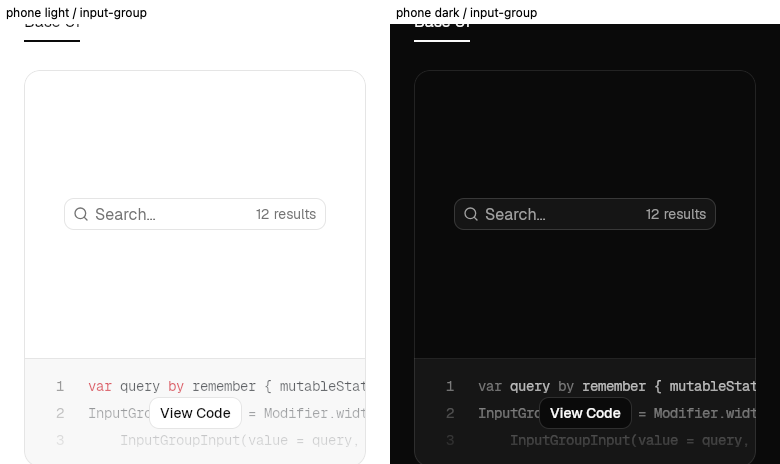 phone light / input-group
phone dark / input-group
Search...
12 results
1 var query by remember { mutableStat
2 InputGro
View Code
= Modifier.widt
3 InputGroupInput(value = query,
Search...
12 results
1 var query by remember { mutableStat
2 InputGro
View Code
= Modifier.widt
3 InputGroupInput(value = query,